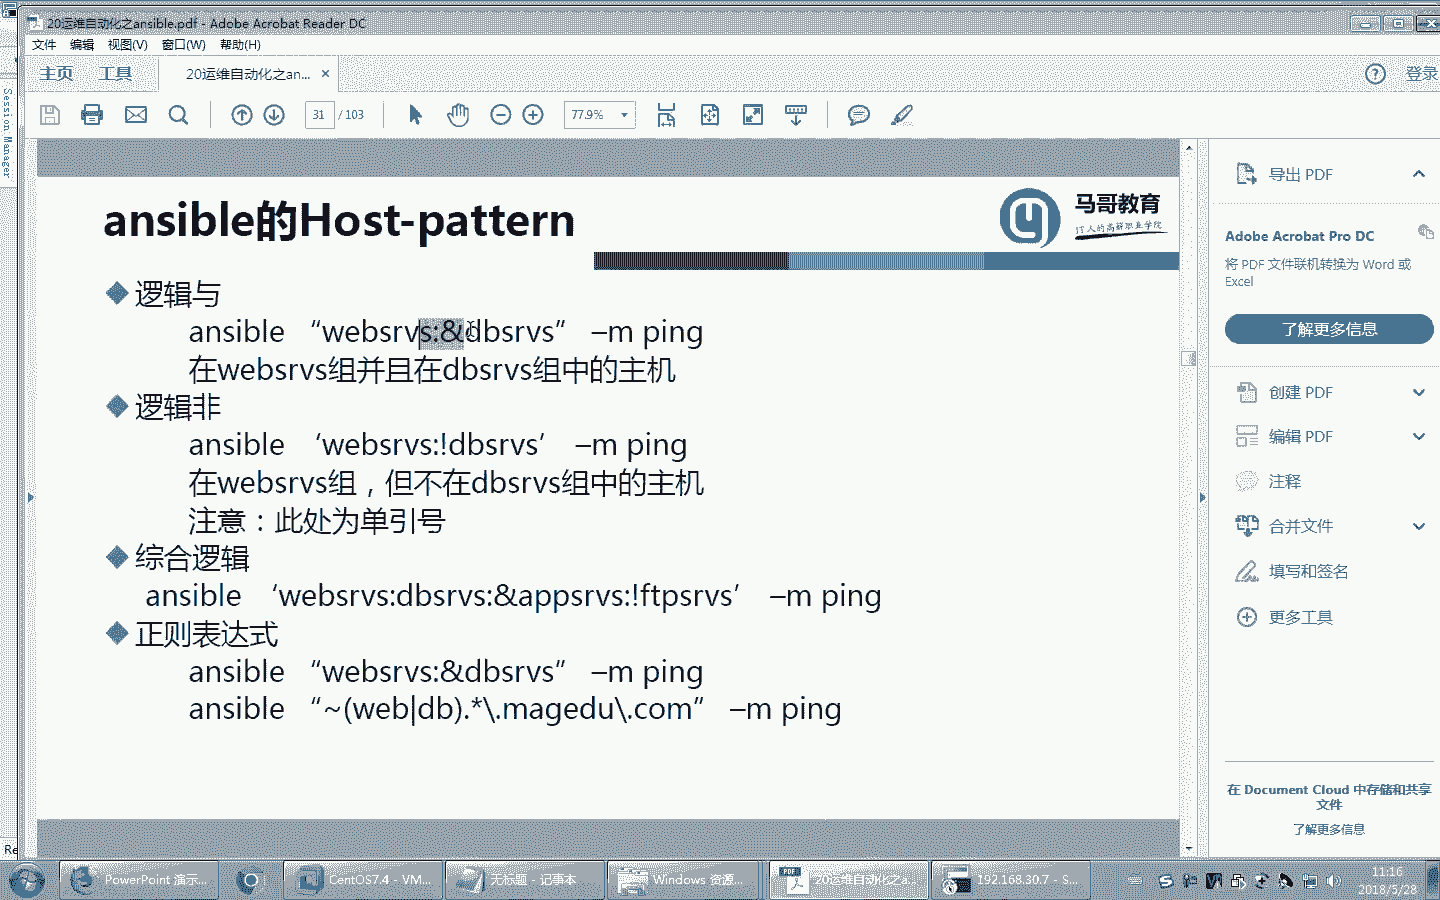 20运维自动化之ansible.pdf - Adobe Acrobat Reader DC
文件 编辑 视图(V) 窗口(W) 帮助(H)
主页 工具 20运维自动化之an... ×
登录
31 / 103
77.9%
Session Manager
ansible的Host-pattern
马哥教育
IT人的高薪职业学院
逻辑与
ansible “websrvs:&dbsrvs” –m ping
在websrvs组并且在dbsrvs组中的主机
逻辑非
ansible ‘websrvs:!dbsrvs’ –m ping
在websrvs组，但不在dbsrvs组中的主机
注意：此处为单引号
综合逻辑
ansible ‘websrvs:dbsrvs:&appsrvs:!ftpsrvs’ –m ping
正则表达式
ansible “websrvs:&dbsrvs” –m ping
ansible “~(web|db).*\.magedu\.com” –m ping
导出 PDF
Adobe Acrobat Pro DC
将 PDF 文件联机转换为 Word 或
Excel
了解更多信息
创建 PDF
编辑 PDF
注释
合并文件
填写和签名
更多工具
在 Document Cloud 中存储和共享
文件
了解更多信息
Re
PowerPoint 演示...
CentOS7.4 - VM...
无标题 - 记事本
Windows 资源...
20运维自动化之a...
192.168.30.7 - S...
11:16
2018/5/28